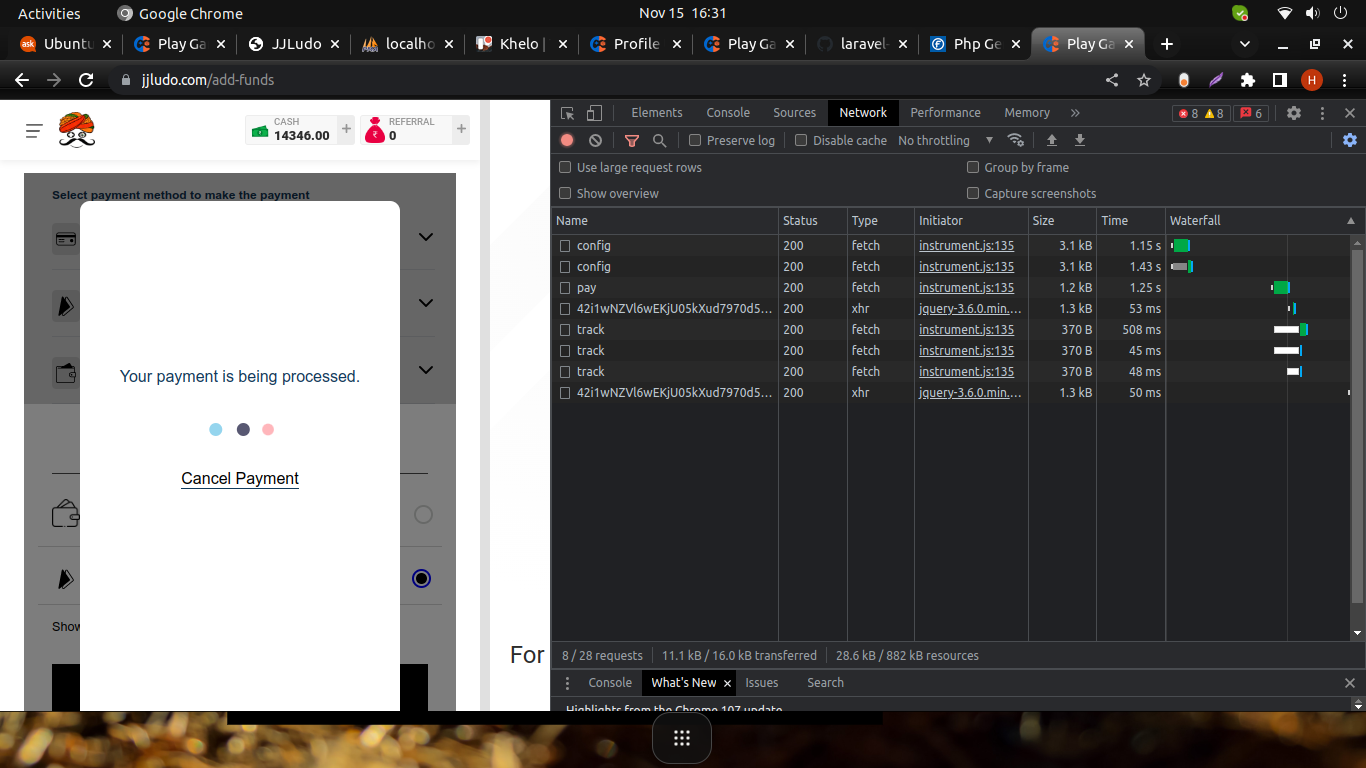 Activities
Google Chrome
Nov 15 16:31
Ubuntu
Play Ga
JJLudo
localho
Khelo |
Profile
Play Ga
laravel-
Php Ge
Play Ga
jjludo.com/add-funds
H
CASH
14346.00
REFERRAL
0
Select payment method to make the payment
Your payment is being processed.
Cancel Payment
Show
For
Elements Console Sources Network Performance Memory
8 8 6
Preserve log Disable cache No throttling
Use large request rows Group by frame
Show overview Capture screenshots
Name Status Type Initiator Size Time Waterfall
config 200 fetch instrument.js:135 3.1 kB 1.15 s
config 200 fetch instrument.js:135 3.1 kB 1.43 s
pay 200 fetch instrument.js:135 1.2 kB 1.25 s
42i1wNZVl6wEKjU05kXud7970d5... 200 xhr jquery-3.6.0.min.... 1.3 kB 53 ms
track 200 fetch instrument.js:135 370 B 508 ms
track 200 fetch instrument.js:135 370 B 45 ms
track 200 fetch instrument.js:135 370 B 48 ms
42i1wNZVl6wEKjU05kXud7970d5... 200 xhr jquery-3.6.0.min.... 1.3 kB 50 ms
8 / 28 requests 11.1 kB / 16.0 kB transferred 28.6 kB / 882 kB resources
Console What's New Issues Search
Highlights from the Chrome 107 update